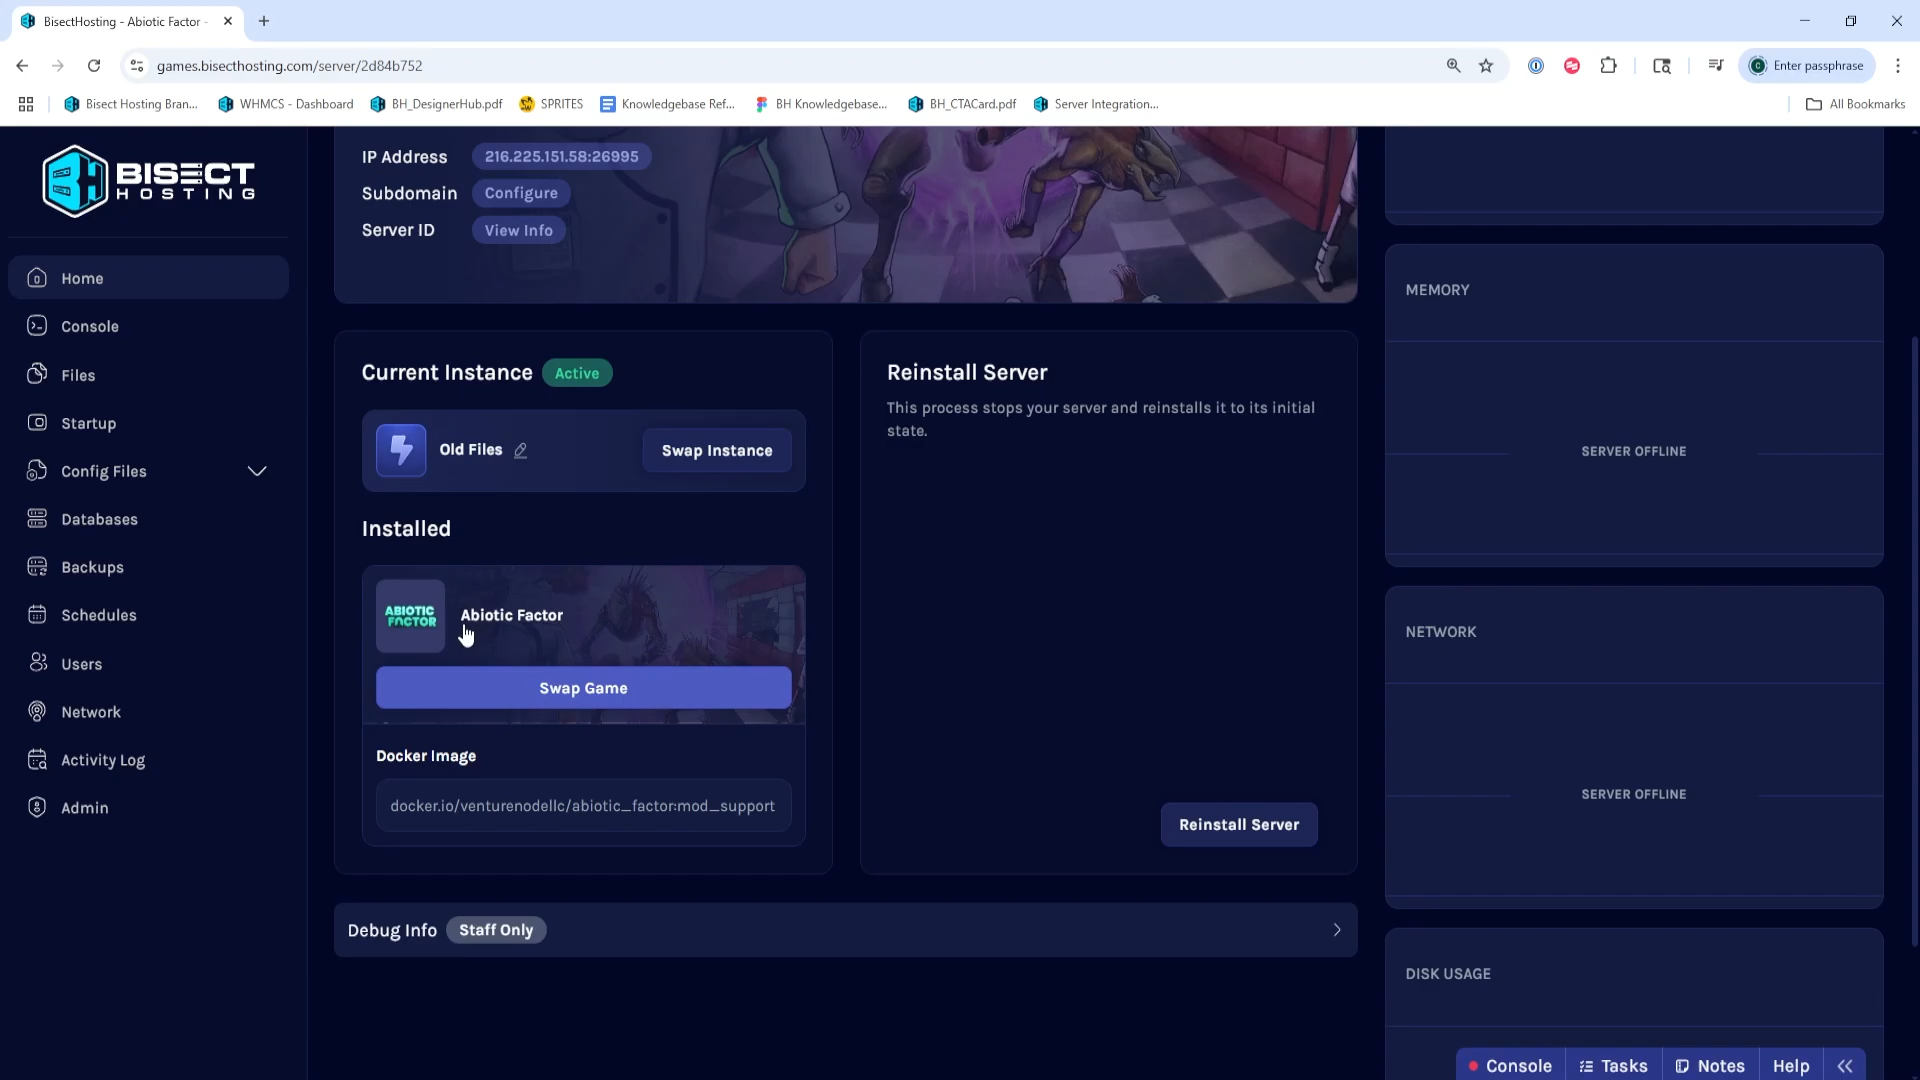 BisectHosting - Abiotic Factor -
games.bisecthosting.com/server/2d84b752
Enter passphrase
Bisect Hosting Bran...
WHMCS - Dashboard
BH_DesignerHub.pdf
SPRITES
Knowledgebase Ref...
BH Knowledgebase...
BH_CTACard.pdf
Server Integration...
All Bookmarks
BISECT
HOSTING
Home
Console
Files
Startup
Config Files
Databases
Backups
Schedules
Users
Network
Activity Log
Admin
IP Address
216.225.151.58:26995
Subdomain
Configure
Server ID
View Info
Current Instance
Active
Old Files
Swap Instance
Installed
ABIOTIC
FACTOR
Abiotic Factor
Swap Game
Docker Image
docker.io/venturenodellc/abiotic_factor:mod_support
Reinstall Server
This process stops your server and reinstalls it to its initial
state.
Reinstall Server
Debug Info
Staff Only
MEMORY
SERVER OFFLINE
NETWORK
SERVER OFFLINE
DISK USAGE
Console
Tasks
Notes
Help